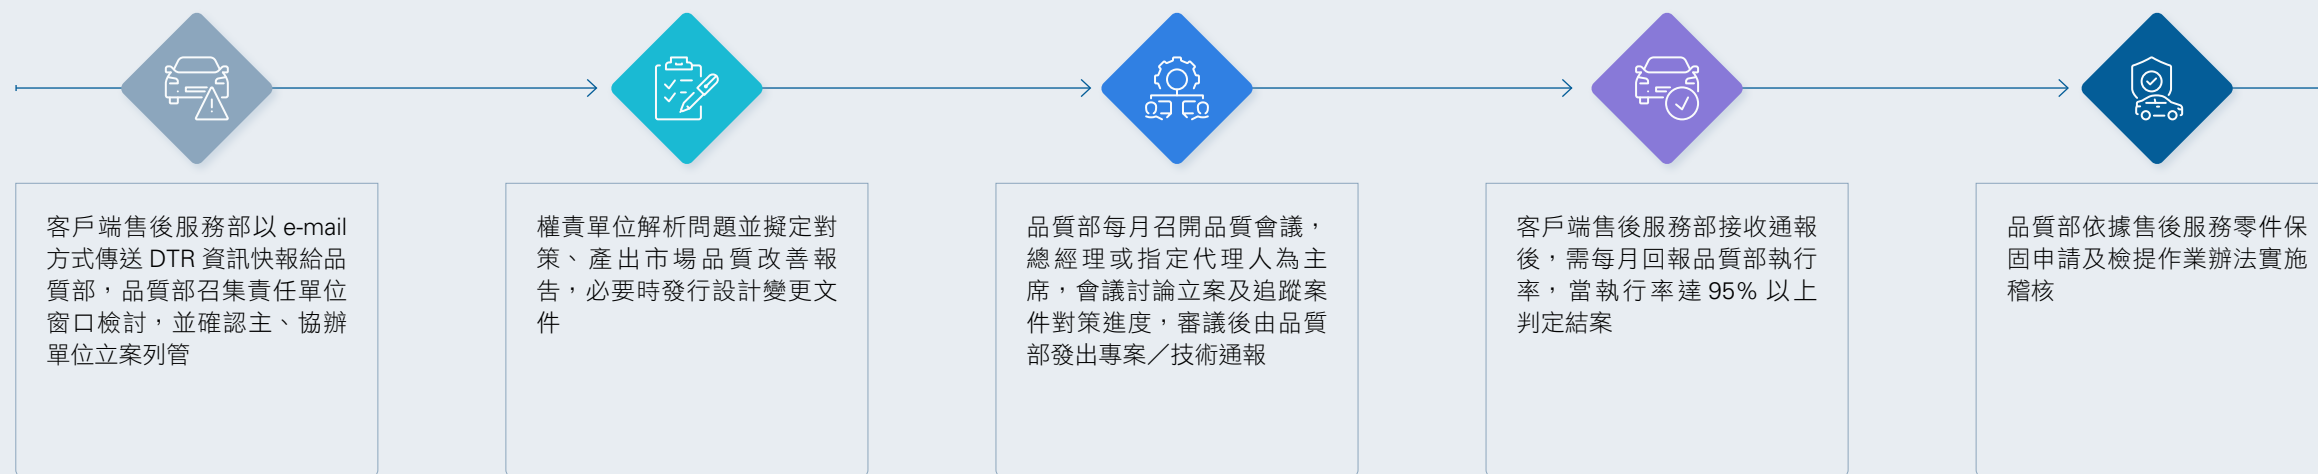 客戶端售後服務部以 e-mail
方式傳送 DTR 資訊快報給品
質部，品質部召集責任單位
窗口檢討，並確認主、協辦
單位立案列管
權責單位解析問題並擬定對
策、產出市場品質改善報
告，必要時發行設計變更文
件
品質部每月召開品質會議，
總經理或指定代理人為主
席，會議討論立案及追蹤案
件對策進度，審議後由品質
部發出專案／技術通報
客戶端售後服務部接收通報
後，需每月回報品質部執行
率，當執行率達 95% 以上
判定結案
品質部依據售後服務零件保
固申請及檢提作業辦法實施
稽核